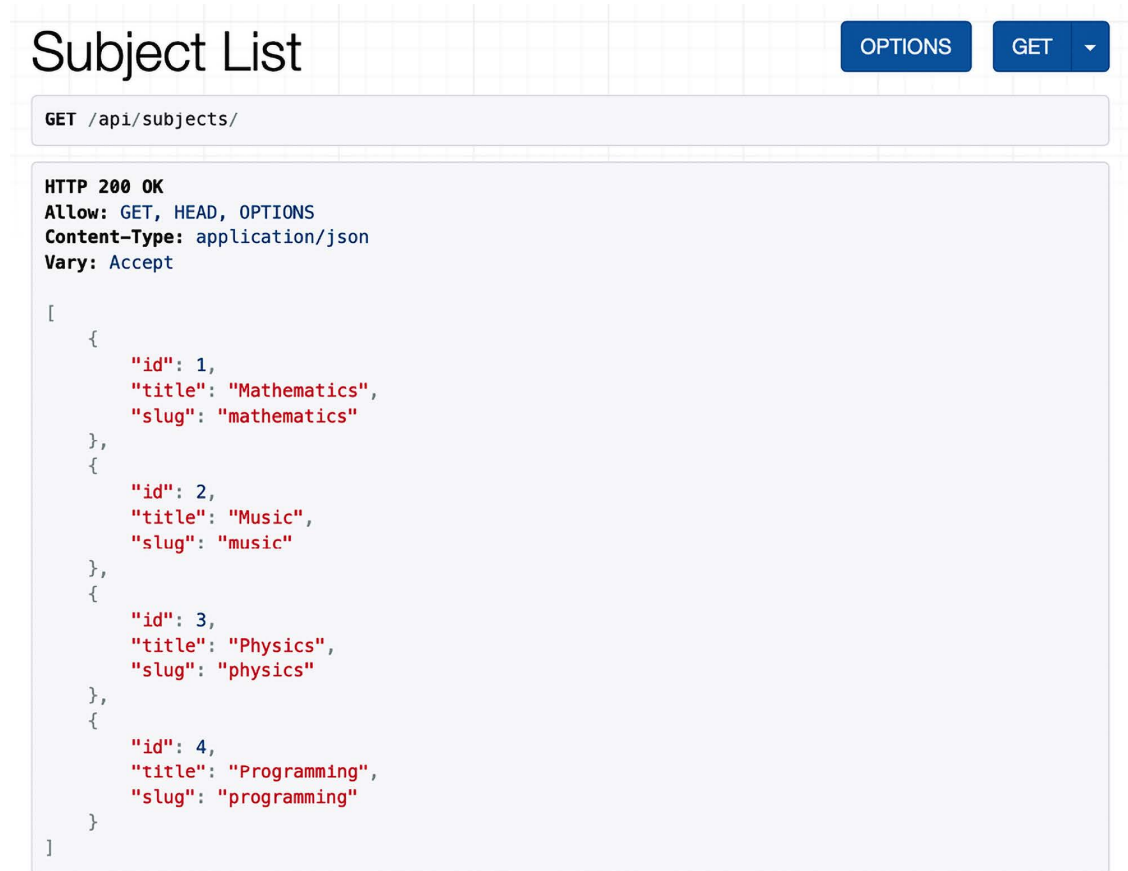 Subject List
OPTIONS
GET
GET /api/subjects/
HTTP 200 OK
Allow: GET, HEAD, OPTIONS
Content-Type: application/json
Vary: Accept
[
    {
        "id": 1,
        "title": "Mathematics",
        "slug": "mathematics"
    },
    {
        "id": 2,
        "title": "Music",
        "slug": "music"
    },
    {
        "id": 3,
        "title": "Physics",
        "slug": "physics"
    },
    {
        "id": 4,
        "title": "Programming",
        "slug": "programming"
    }
]